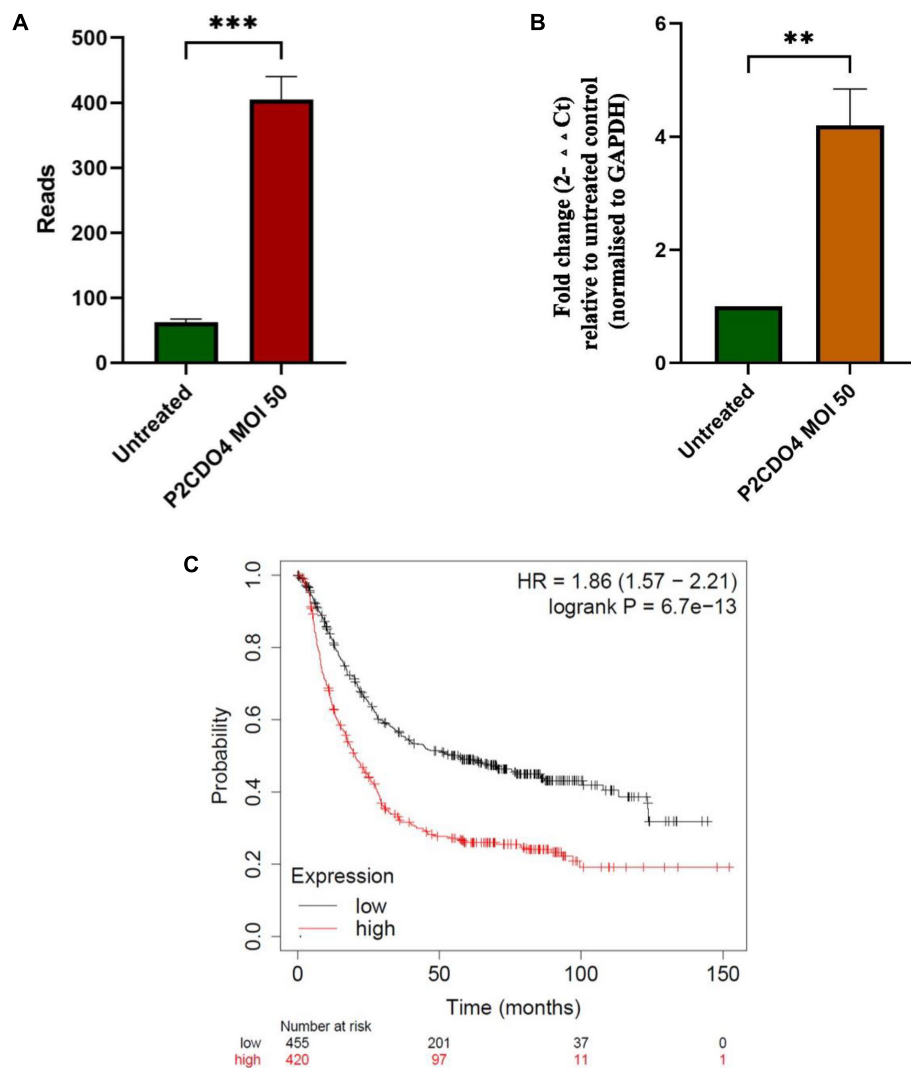 A
***
500
400
300
200
100
0
Reads
Untreated
P2CDO4 MOI 50
B
**
6
4
2
0
Fold change (2- ▵ ▵ Ct)
relative to untreated control
(normalised to GAPDH)
Untreated
P2CDO4 MOI 50
C
HR = 1.86 (1.57 − 2.21)
logrank P = 6.7e−13
1.0
0.8
0.6
0.4
0.2
0.0
Probability
Expression
low
high
0 50 100 150
Time (months)
Number at risk
low 455 201 37 0
high 420 97 11 1